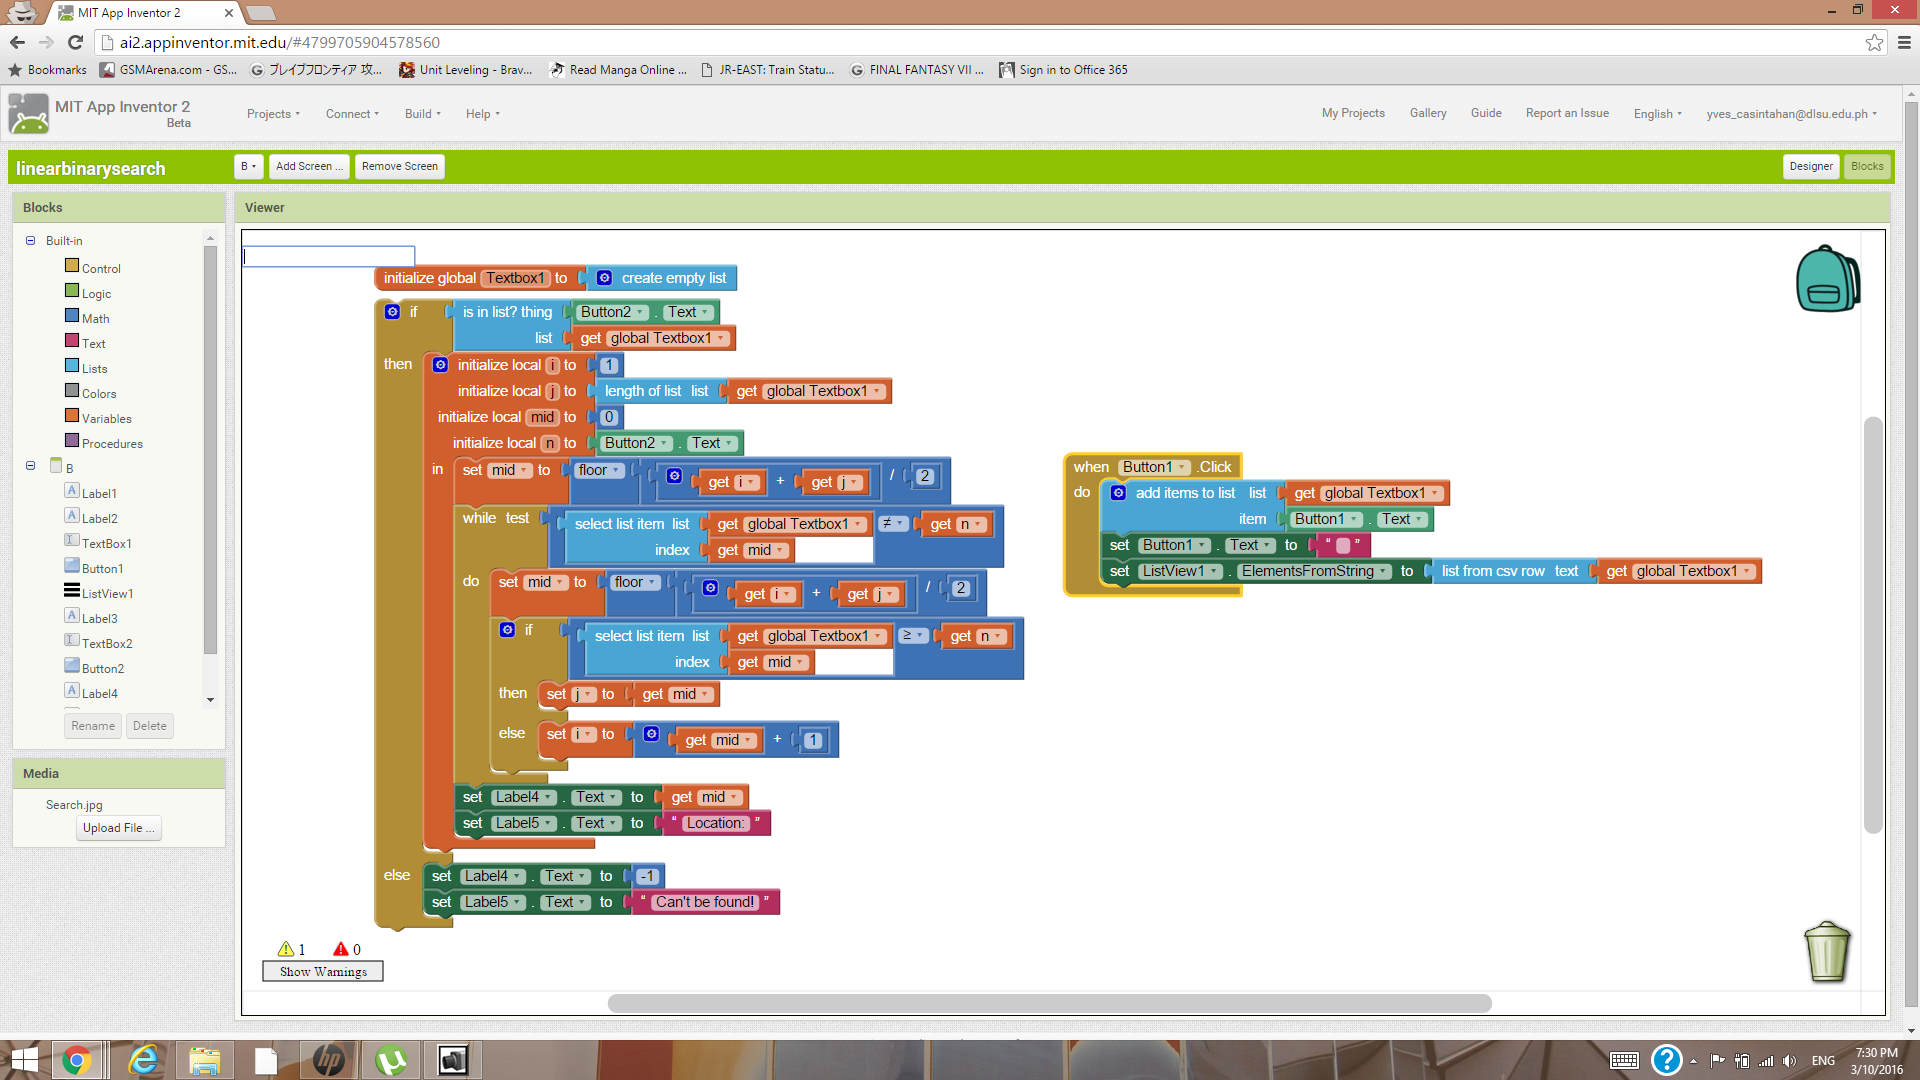 MIT App Inventor 2
ai2.appinventor.mit.edu/#4799705904578560
Bookmarks GSMArena.com - GS... ブレイブフロンティア 攻... Unit Leveling - Brav... Read Manga Online ... JR-EAST: Train Statu... FINAL FANTASY VII ... Sign in to Office 365
MIT App Inventor 2
Beta
Projects Connect Build Help
My Projects Gallery Guide Report an Issue English yves_casintahan@dlsu.edu.ph
linearbinarysearch
B Add Screen ... Remove Screen
Designer Blocks
Blocks
Built-in
Control
Logic
Math
Text
Lists
Colors
Variables
Procedures
B
Label1
Label2
TextBox1
Button1
ListView1
Label3
TextBox2
Button2
Label4
Rename Delete
Media
Search.jpg
Upload File ...
Viewer
initialize global Textbox1 to create empty list
if is in list? thing Button2 . Text
list get global Textbox1
then initialize local i to 1
initialize local j to length of list list get global Textbox1
initialize local mid to 0
initialize local n to Button2 . Text
in set mid to floor get i + get j / 2
while test select list item list get global Textbox1 ≠ get n
index get mid
do set mid to floor get i + get j / 2
if select list item list get global Textbox1 ≥ get n
index get mid
then set j to get mid
else set i to get mid + 1
set Label4 . Text to get mid
set Label5 . Text to “ Location: ”
else set Label4 . Text to -1
set Label5 . Text to “ Can't be found! ”
when Button1 .Click
do add items to list list get global Textbox1
item Button1 . Text
set Button1 . Text to “ ”
set ListView1 . ElementsFromString to list from csv row text get global Textbox1
1 0
Show Warnings
ENG
7:30 PM
3/10/2016